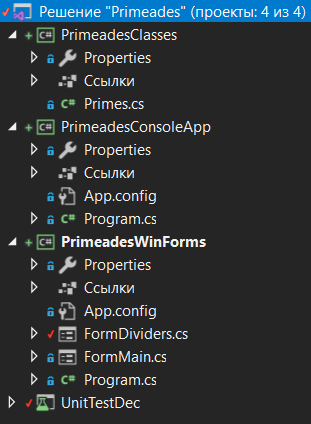 Решение "Primeades" (проекты: 4 из 4)
PrimeadesClasses
Properties
Ссылки
Primes.cs
PrimeadesConsoleApp
Properties
Ссылки
App.config
Program.cs
PrimeadesWinForms
Properties
Ссылки
App.config
FormDividers.cs
FormMain.cs
Program.cs
UnitTestDec